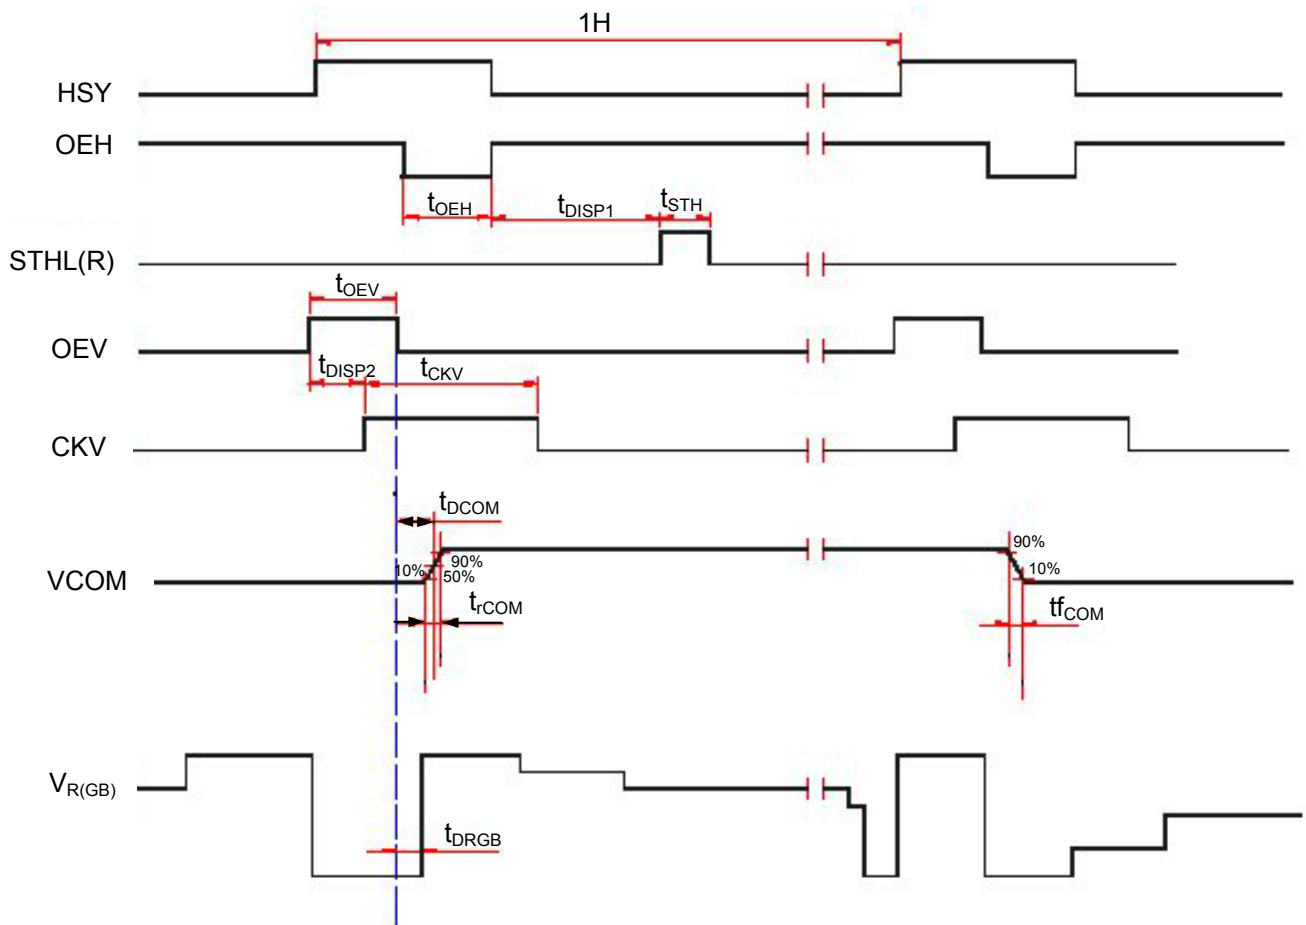 1H
HSY
OEH
tOEH
tDISP1
tSTH
STHL(R)
tOEV
OEV
tDISP2
tCKV
CKV
tDCOM
90%
10%
50%
VCOM
90%
10%
trCOM
tfCOM
VR(GB)
tDRGB